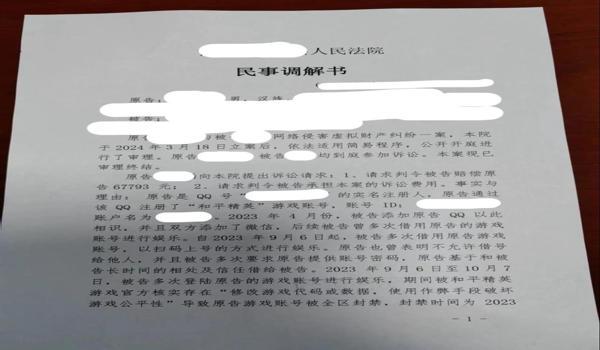 人民法院
民事调解书
原告: 男,汉族
被告:
原告 与被 网络侵害虚拟财产纠纷一案,本院
于2024年3月18日立案后,依法适用简易程序,公开开庭进
行了审理。原告 被告 均到庭参加诉讼。本案现已
审理终结。
原告 向本院提出诉讼请求:1、请求判令被告赔偿原
告67793元;2、请求判令被告承担本案的诉讼费用。事实与
理由:原告是QQ号“ 的实名注册人,原告通过
该QQ注册了“和平精英”游戏账号,账号ID:
账户名为 。2023年4月份,被告添加原告QQ以此
相识,并且双方添加了微信,后续被告曾多次借用原告的游戏
账号进行娱乐。自2023年9月6日起,被告多次借用原告游戏
账号,以扫码上号的方式进行娱乐。原告也曾表明不允许借号
给他人,并且被告多次要求原告提供账号密码,原告基于和被
告长时间的相处及信任借给被告。2023年9月6日至10月7
日,被告多次登陆原告的游戏账号进行娱乐,期间被和平精英
游戏官方核实存在“修改游戏代码或数据,使用作弊手段破坏
游戏公平性”导致原告游戏账号被全区封禁,封禁时间为2023
- 1 -